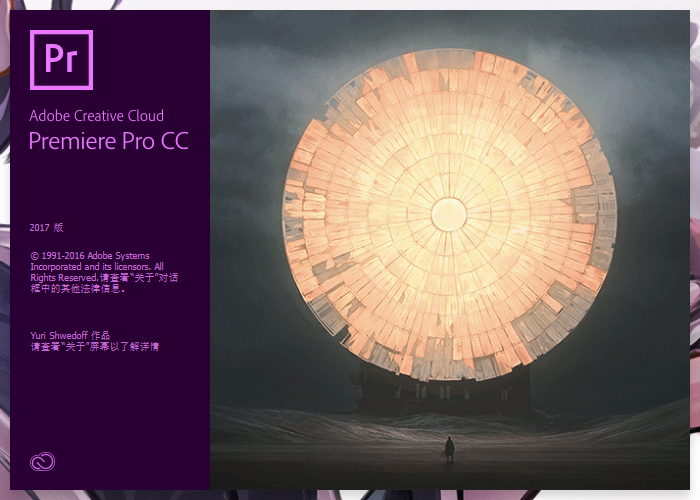 Pr
Adobe Creative Cloud
Premiere Pro CC
2017 版
© 1991-2016 Adobe Systems
Incorporated and its licensors. All
Rights Reserved.请查看“关于”对话
框中的其他法律信息。
Yuri Shwedoff 作品
请查看“关于”屏幕以了解详情